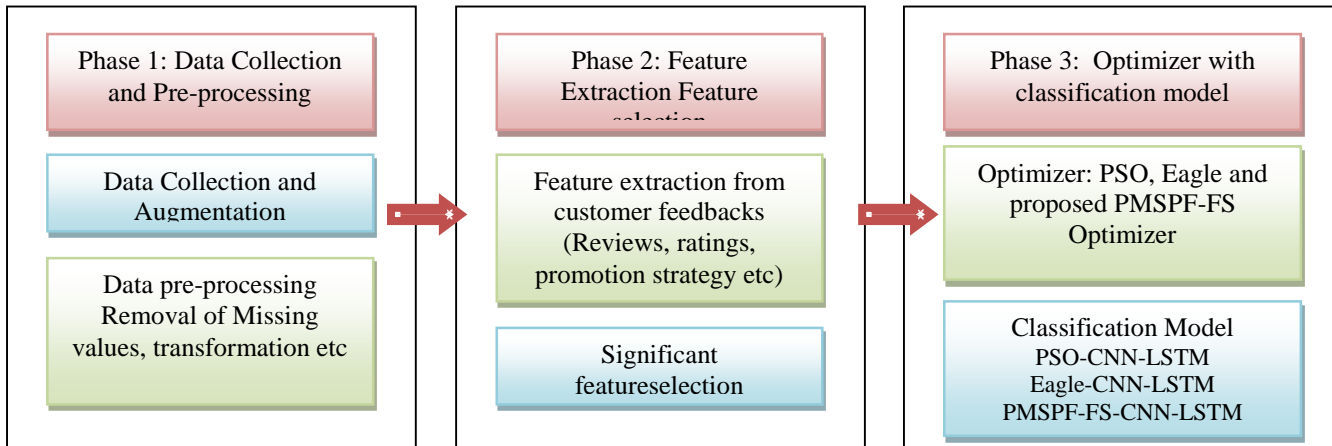 Phase 1: Data Collection
and Pre-processing
Data Collection and
Augmentation
Data pre-processing
Removal of Missing
values, transformation etc
Phase 2: Feature
Extraction Feature
selection
Feature extraction from
customer feedbacks
(Reviews, ratings,
promotion strategy etc)
Significant
featureselection
Phase 3:  Optimizer with
classification model
Optimizer: PSO, Eagle and
proposed PMSPF-FS
Optimizer
Classification Model
PSO-CNN-LSTM
Eagle-CNN-LSTM
PMSPF-FS-CNN-LSTM